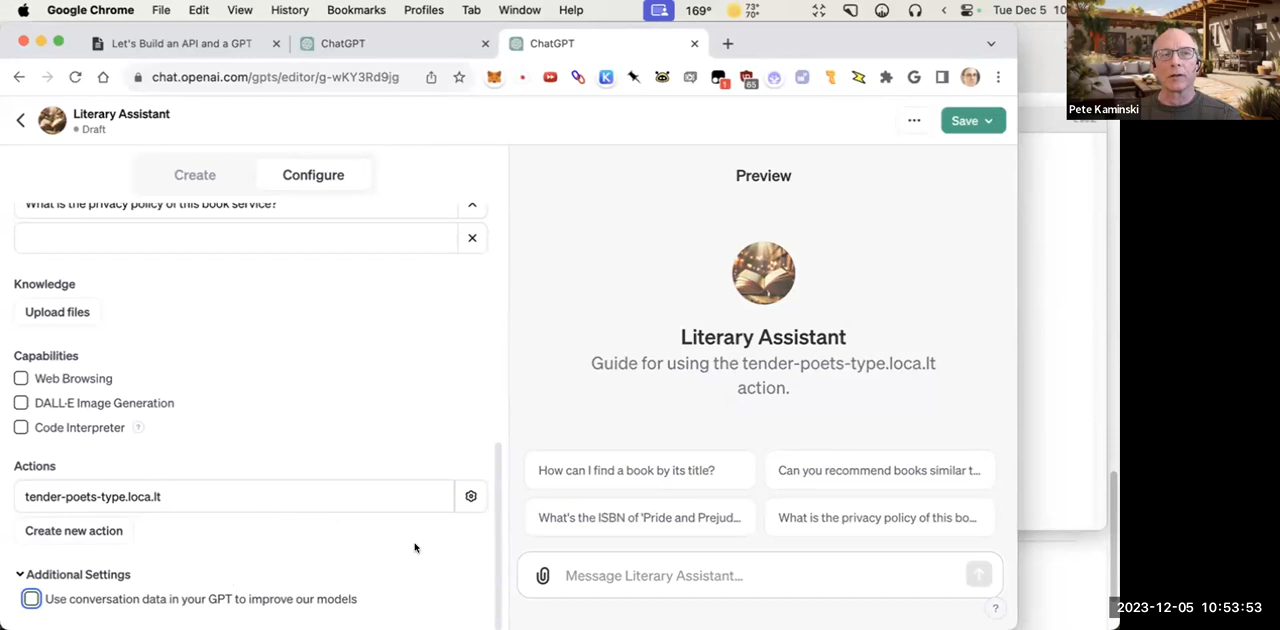 Google Chrome File Edit View History Bookmarks Profiles Tab Window Help 169° 73° 70° Tue Dec 5 10
Let's Build an API and a GPT ChatGPT ChatGPT
chat.openai.com/gpts/editor/g-wKY3Rd9jg 1 65 G
Pete Kaminski
Literary Assistant
Draft
Save
Create Configure
Preview
What is the privacy policy of this book service?
Knowledge
Upload files
Capabilities
Web Browsing
DALL·E Image Generation
Code Interpreter ?
Actions
tender-poets-type.loca.lt
Create new action
Additional Settings
Use conversation data in your GPT to improve our models
Literary Assistant
Guide for using the tender-poets-type.loca.lt
action.
How can I find a book by its title? Can you recommend books similar t...
What's the ISBN of 'Pride and Prejud... What is the privacy policy of this bo...
Message Literary Assistant...
?
2023-12-05 10:53:53